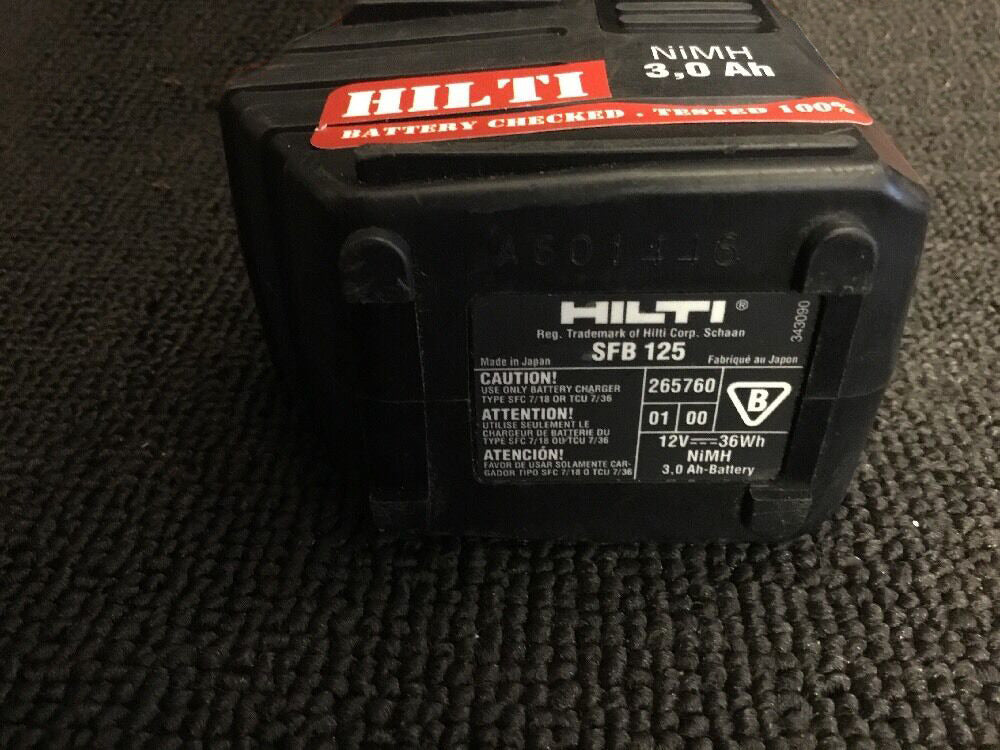 NiMH
3,0 Ah
HILTI
BATTERY CHECKED · TESTED 100%
A601446
HILTI ®
Reg. Trademark of Hilti Corp. Schaan
343090
SFB 125
Made in Japan
Fabriqué au Japon
CAUTION!
USE ONLY BATTERY CHARGER
TYPE SFC 7/18 OR TCU 7/36
ATTENTION!
UTILISE SEULEMENT LE
CHARGEUR DE BATTERIE DU
TYPE SFC 7/18 OU TCU 7/36
ATENCIÓN!
FAVOR DE USAR SOLAMENTE CAR-
GADOR TIPO SFC 7/18 O TCU 7/36
265760
01 00
B
12V⎓36Wh
NiMH
3,0 Ah-Battery